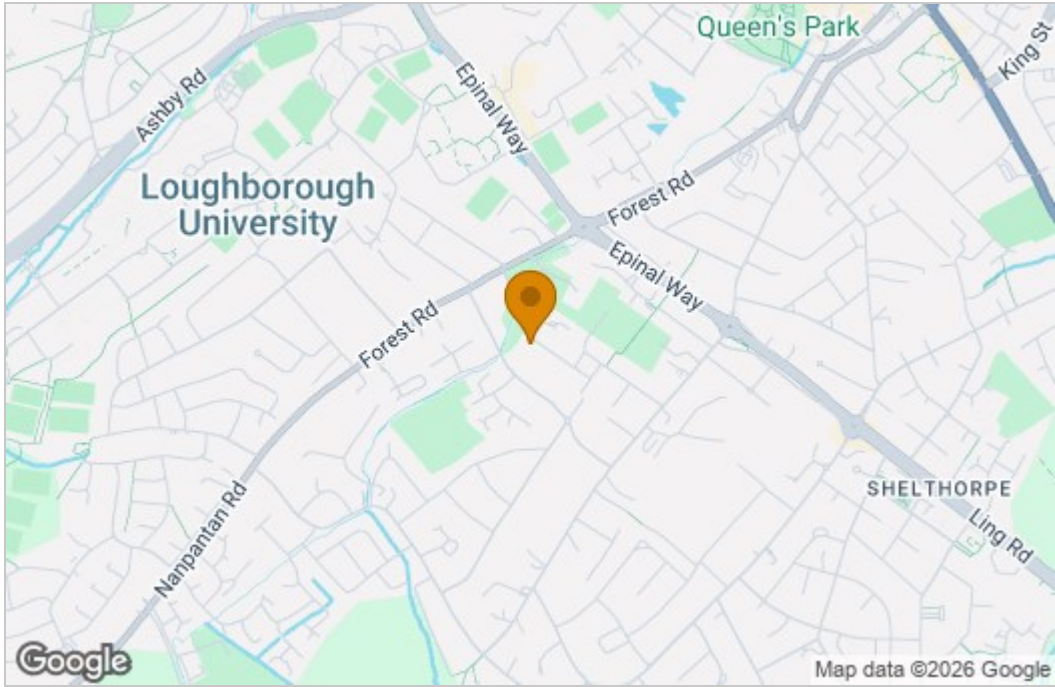 Queen's Park
King St
Epinal Way
Ashby Rd
Loughborough
University
Forest Rd
Epinal Way
Forest Rd
SHELTHORPE
Nanpantan Rd
Ling Rd
Google
Map data ©2026 Google